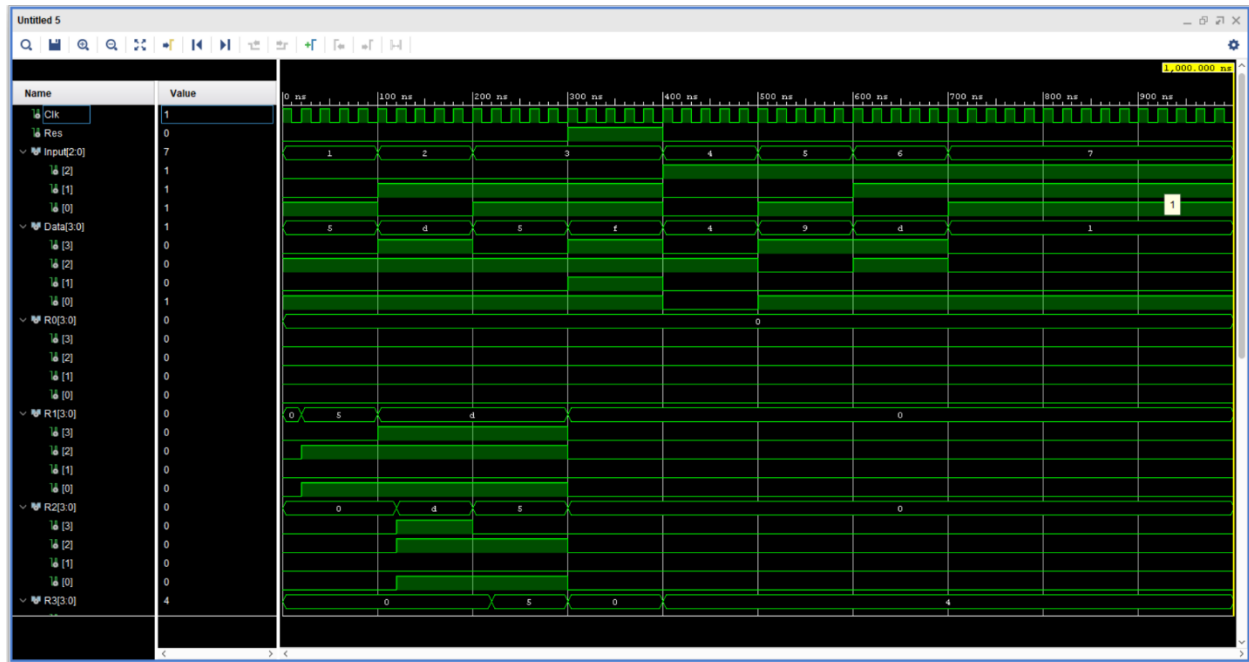 Untitled 5
1,000.000 ns
Name Value
0 ns 100 ns 200 ns 300 ns 400 ns 500 ns 600 ns 700 ns 800 ns 900 ns
Clk 1
Res 0
Input[2:0] 7 1 2 3 4 5 6 7
[2] 1
[1] 1
[0] 1 1
Data[3:0] 1 5 d 5 f 4 9 d 1
[3] 0
[2] 0
[1] 0
[0] 1
R0[3:0] 0 0
[3] 0
[2] 0
[1] 0
[0] 0
R1[3:0] 0 0 5 d 0
[3] 0
[2] 0
[1] 0
[0] 0
R2[3:0] 0 0 d 5 0
[3] 0
[2] 0
[1] 0
[0] 0
R3[3:0] 4 0 5 0 4